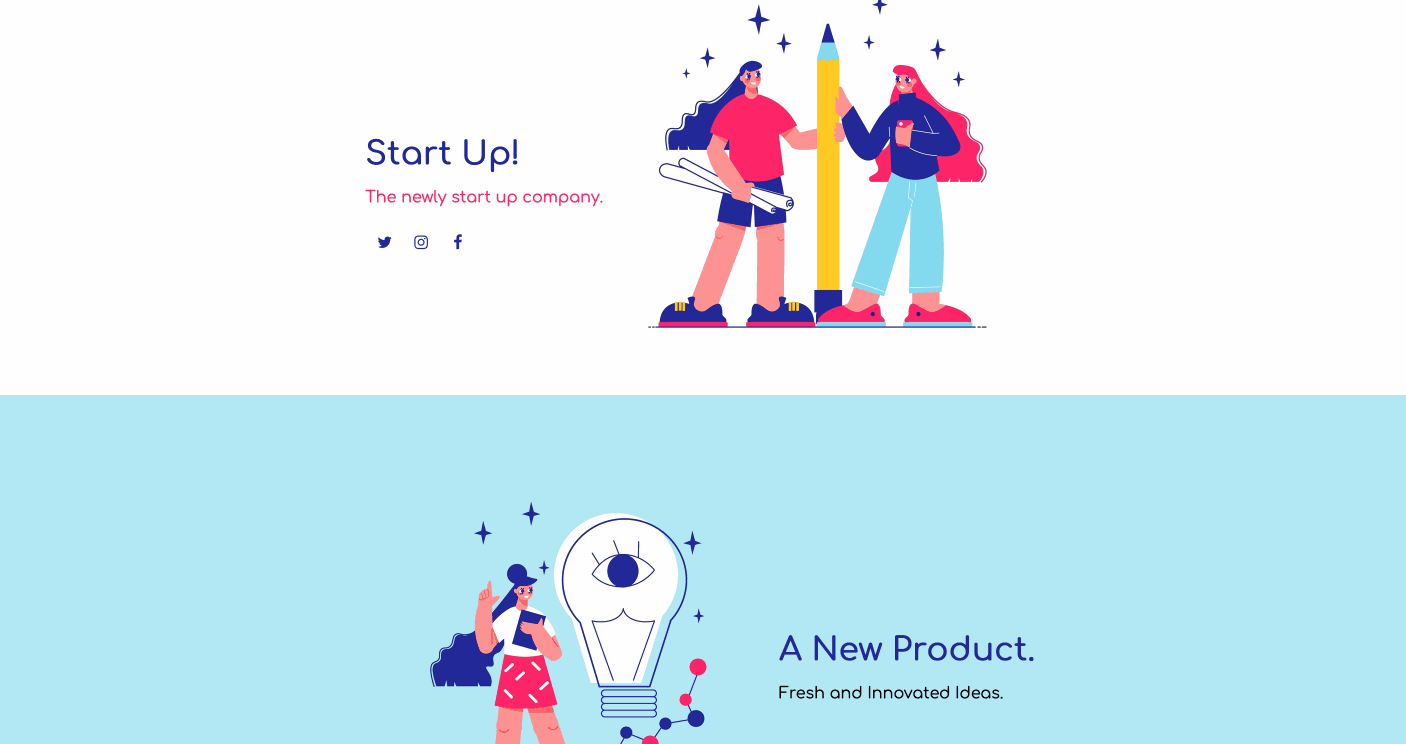 Start Up!
The newly start up company.
A New Product.
Fresh and Innovated Ideas.